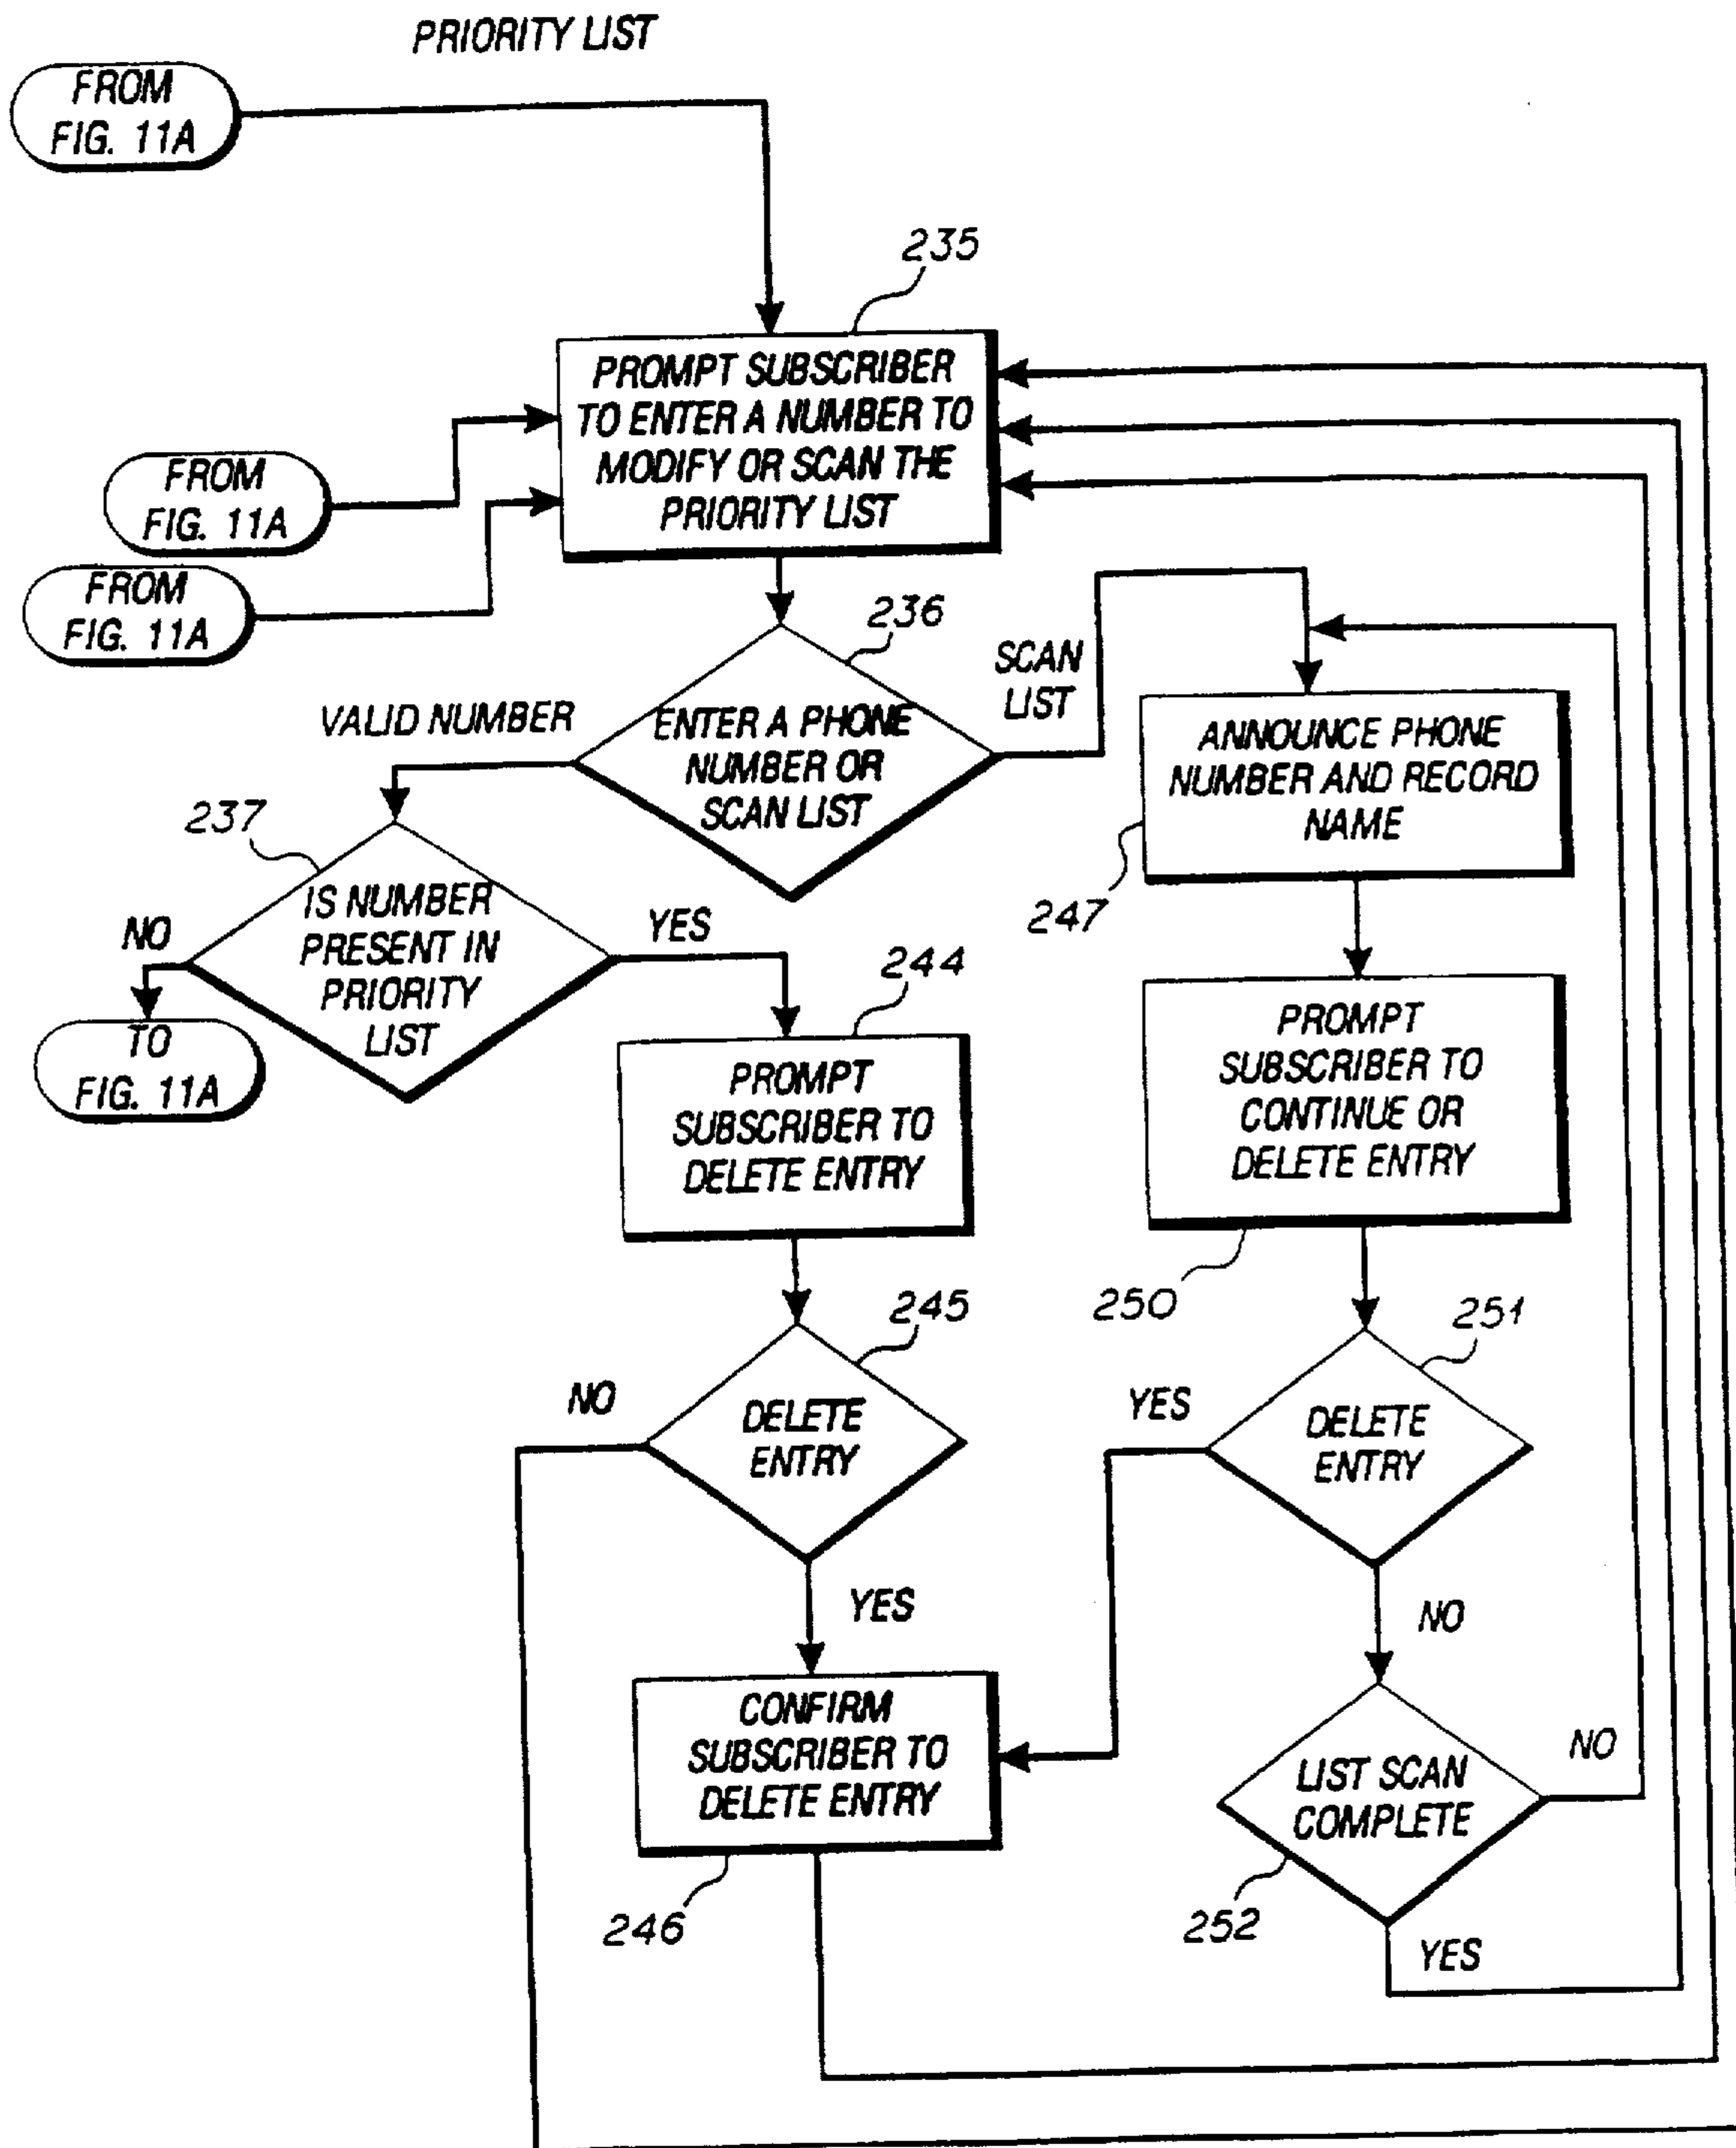 PRIORITY LIST
FROM
FIG. 11A
235
PROMPT SUBSCRIBER
TO ENTER A NUMBER TO
MODIFY OR SCAN THE
PRIORITY LIST
FROM
FIG. 11A
FROM
FIG. 11A
236
SCAN
LIST
VALID NUMBER
ENTER A PHONE
NUMBER OR
SCAN LIST
ANNOUNCE PHONE
NUMBER AND RECORD
NAME
247
237
IS NUMBER
PRESENT IN
PRIORITY
LIST
NO
YES
TO
FIG. 11A
244
PROMPT
SUBSCRIBER TO
DELETE ENTRY
PROMPT
SUBSCRIBER TO
CONTINUE OR
DELETE ENTRY
250
245
NO
DELETE
ENTRY
YES
251
YES
DELETE
ENTRY
NO
CONFIRM
SUBSCRIBER TO
DELETE ENTRY
246
LIST SCAN
COMPLETE
NO
252
YES